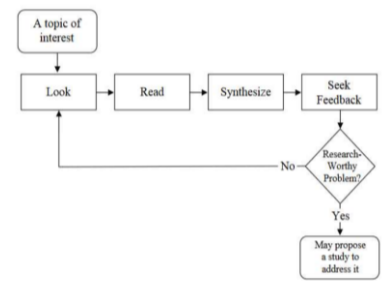 A topic of
interest
Look
Read
Synthesize
Seek
Feedback
Research-
Worthy
Problem?
No
Yes
May propose
a study to
address it